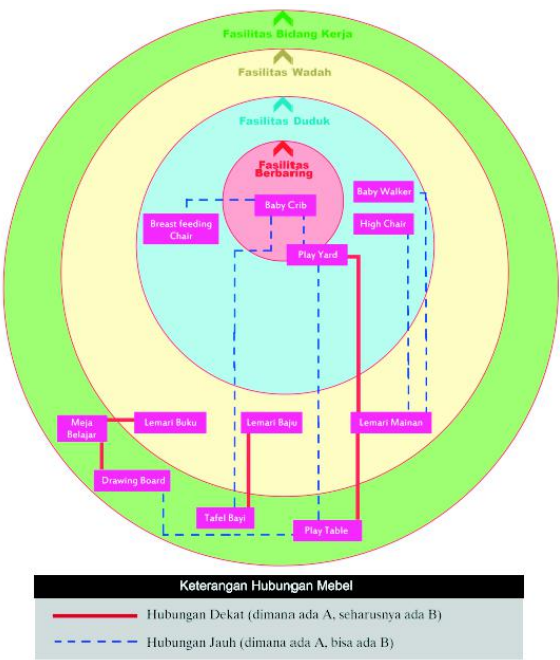 Fasilitas Bidang Kerja
Fasilitas Wadah
Fasilitas Duduk
Fasilitas
Berbaring
Baby Walker
Baby Crib
Breast feeding
Chair
High Chair
Play Yard
Meja
Belajar
Lemari Buku
Lemari Baju
Lemari Mainan
Drawing Board
Tafel Bayi
Play Table
Keterangan Hubungan Mebel
Hubungan Dekat (dimana ada A, seharusnya ada B)
Hubungan Jauh (dimana ada A, bisa ada B)